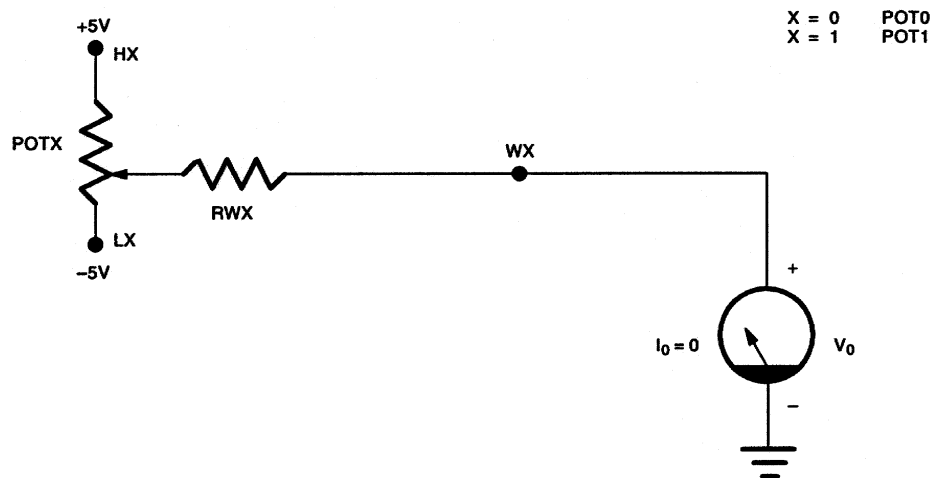 X = 0 POT0
X = 1 POT1
+5V
HX
POTX
RWX
WX
LX
–5V
+
I0 = 0
V0
–